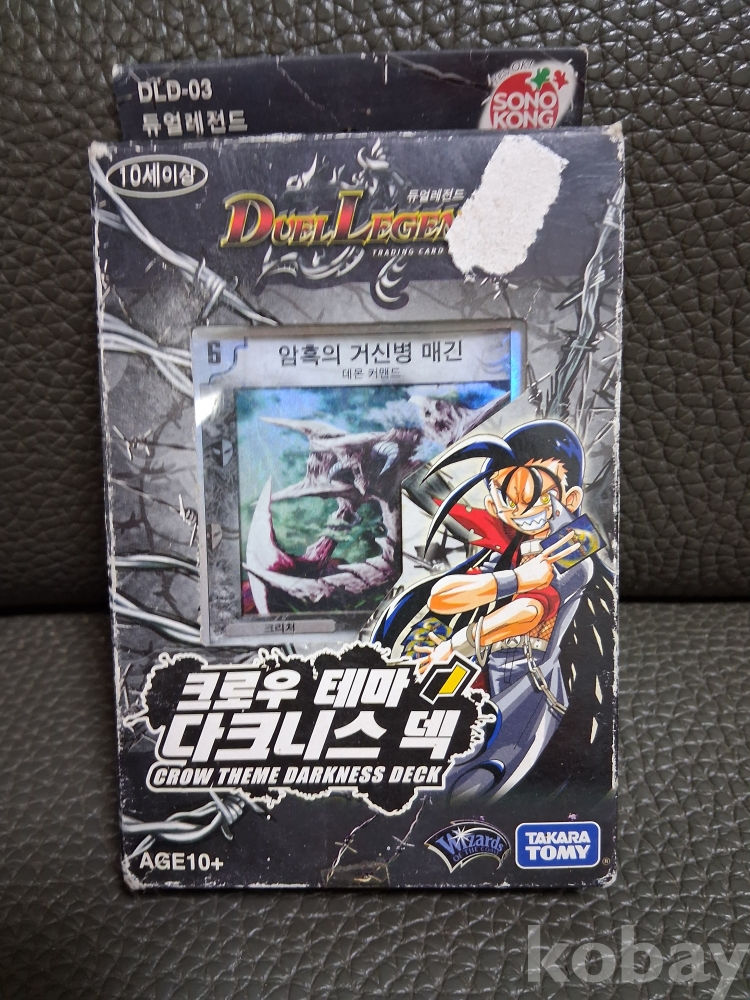 DLD-03
듀얼레전드
SONO
KONG
10세이상
듀얼레전드
DUEL LEGEN
TRADING CARD
6
암흑의 거신병 매긴
데몬 커맨드
크리처
크로우 테마
다크니스 덱
CROW THEME DARKNESS DECK
AGE10+
Wizards
OF THE COAST
TAKARA
TOMY
®
kobay